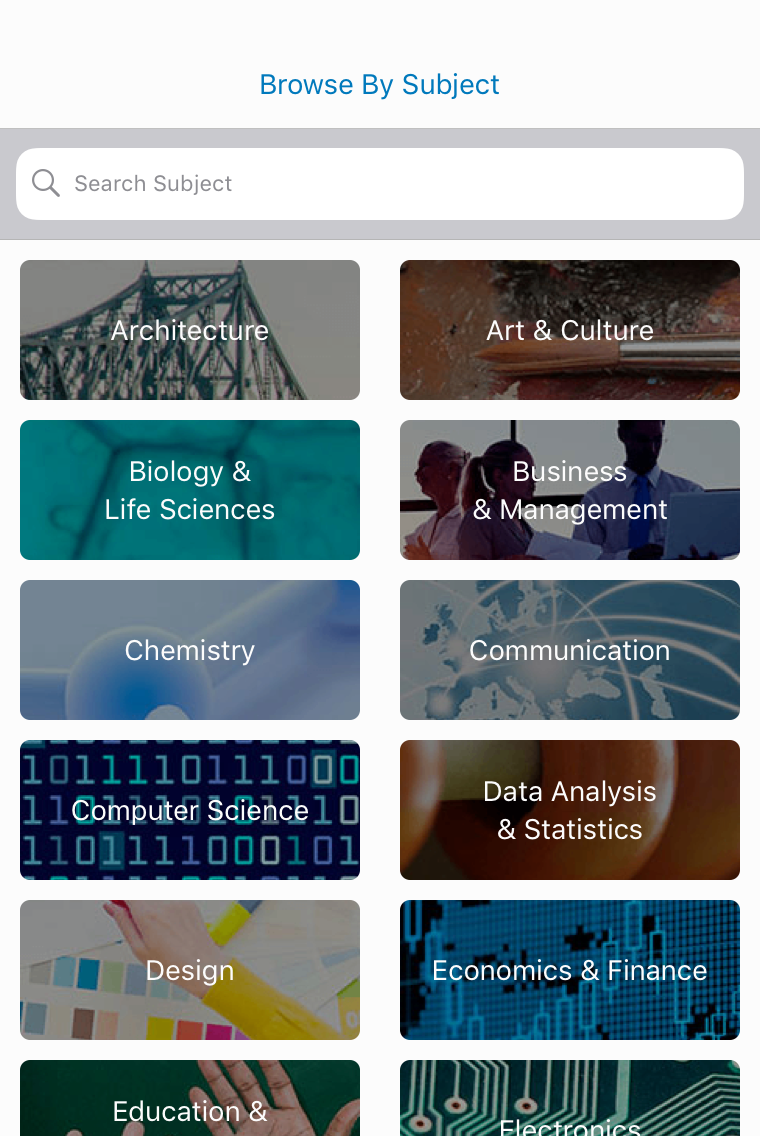 Browse By Subject
Search Subject
Architecture
Art & Culture
Biology &
Life Sciences
Business
& Management
Chemistry
Communication
Computer Science
Data Analysis
& Statistics
Design
Economics & Finance
Education &
Electronics